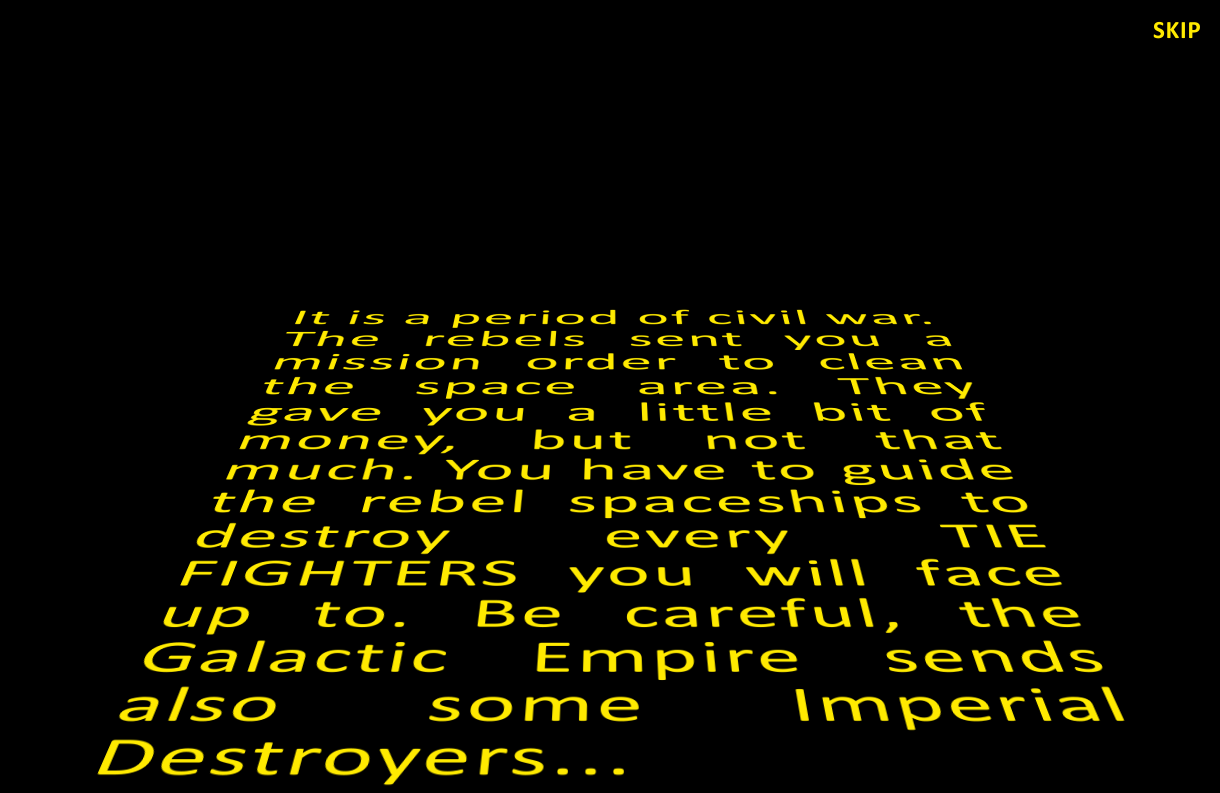 SKIP
It is a period of civil war.
The rebels sent you a
mission order to clean
the space area. They
gave you a little bit of
money, but not that
much. You have to guide
the rebel spaceships to
destroy every TIE
FIGHTERS you will face
up to. Be careful, the
Galactic Empire sends
also some Imperial
Destroyers...